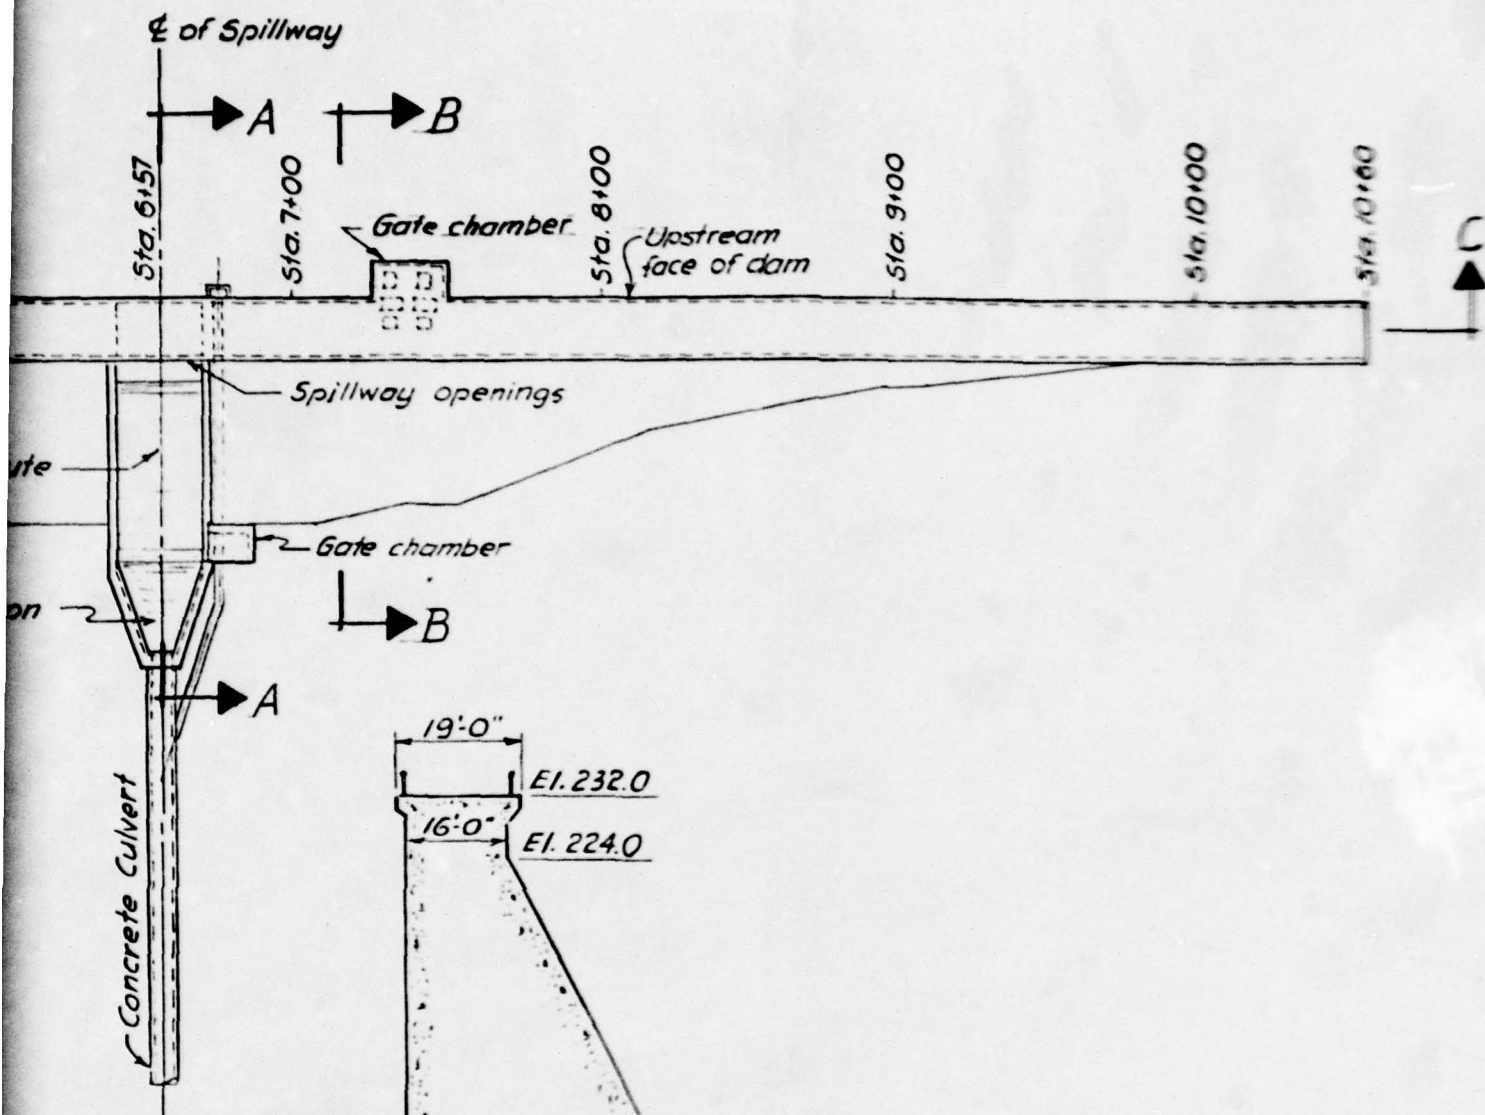 ℄ of Spillway
A
B
Sta. 6+57
Sta. 7+00
Sta. 8+00
Sta. 9+00
Sta. 10+00
Sta. 10+60
C
Gate chamber
Upstream
face of dam
Spillway openings
ute
Gate chamber
on
B
A
19'-0"
El. 232.0
16'-0"
El. 224.0
Concrete Culvert